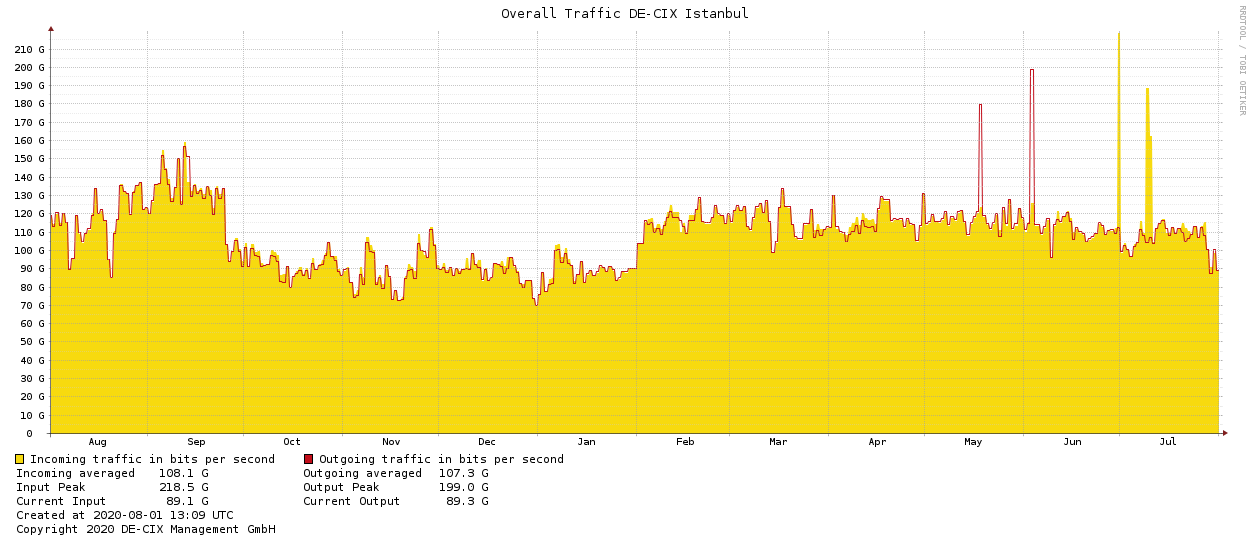 Overall Traffic DE-CIX Istanbul
RRDTOOL / TOBI OETIKER
210 G
200 G
190 G
180 G
170 G
160 G
150 G
140 G
130 G
120 G
110 G
100 G
90 G
80 G
70 G
60 G
50 G
40 G
30 G
20 G
10 G
0
Aug Sep Oct Nov Dec Jan Feb Mar Apr May Jun Jul
Incoming traffic in bits per second Outgoing traffic in bits per second
Incoming averaged 108.1 G Outgoing averaged 107.3 G
Input Peak 218.5 G Output Peak 199.0 G
Current Input 89.1 G Current Output 89.3 G
Created at 2020-08-01 13:09 UTC
Copyright 2020 DE-CIX Management GmbH